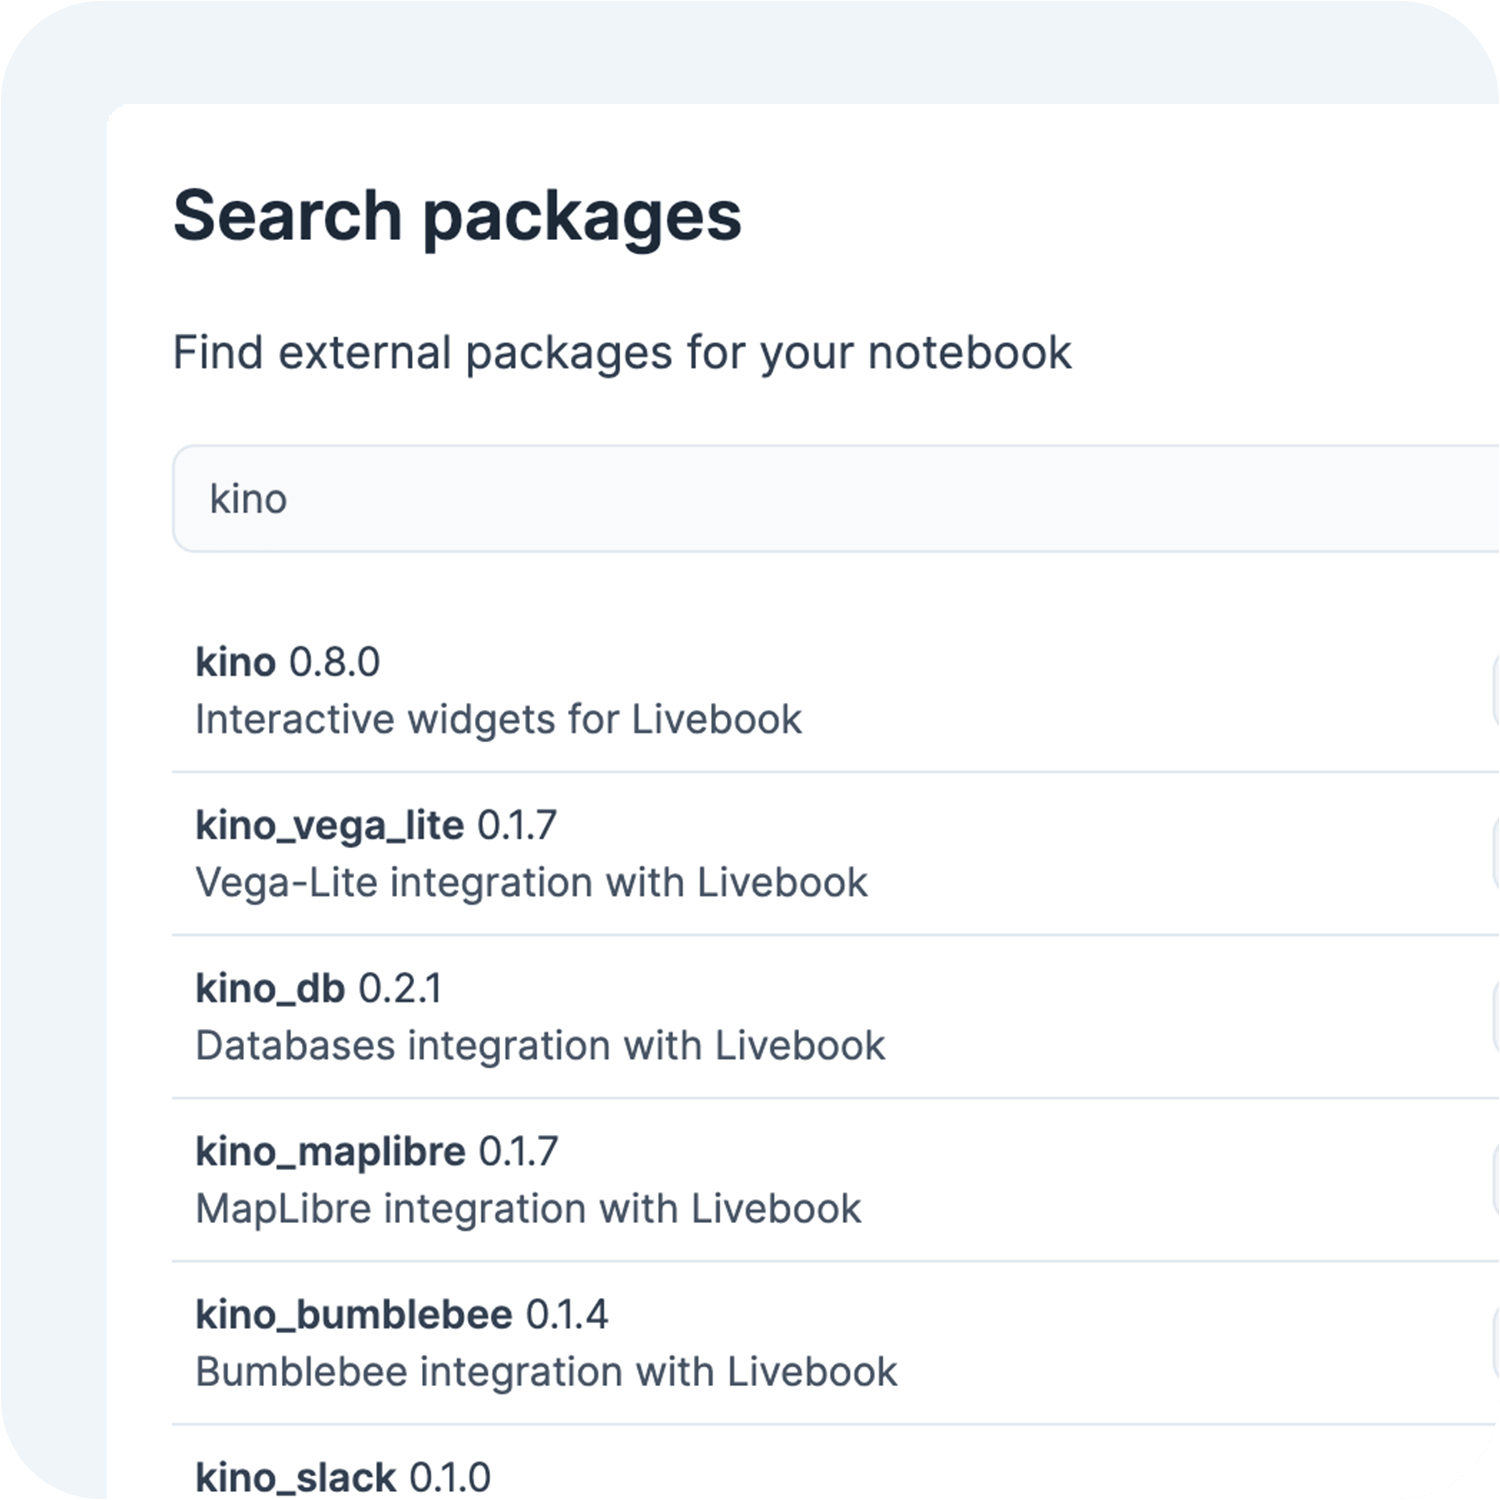 Search packages
Find external packages for your notebook
kino
kino 0.8.0
Interactive widgets for Livebook
kino_vega_lite 0.1.7
Vega-Lite integration with Livebook
kino_db 0.2.1
Databases integration with Livebook
kino_maplibre 0.1.7
MapLibre integration with Livebook
kino_bumblebee 0.1.4
Bumblebee integration with Livebook
kino_slack 0.1.0